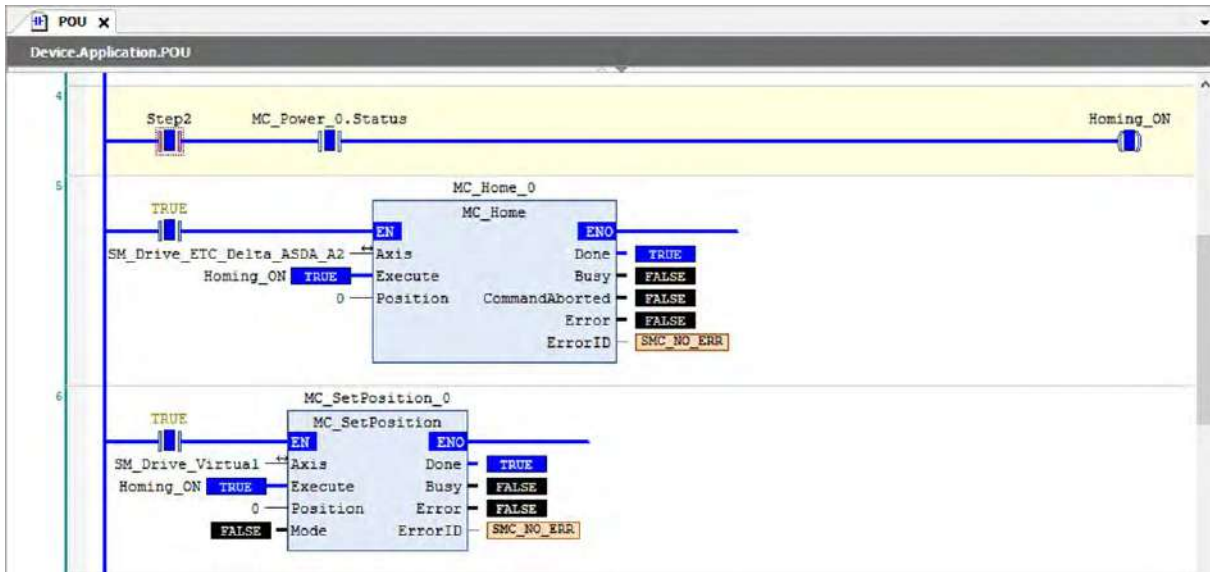 POU
Device.Application.POU
4
Step2 MC_Power_0.Status Homing_ON
5
MC_Home_0
TRUE MC_Home
EN ENO
SM_Drive_ETC_Delta_ASDA_A2 Axis Done TRUE
Homing_ON TRUE Execute Busy FALSE
0 Position CommandAborted FALSE
Error FALSE
ErrorID SMC_NO_ERR
6
MC_SetPosition_0
TRUE MC_SetPosition
EN ENO
SM_Drive_Virtual Axis Done TRUE
Homing_ON TRUE Execute Busy FALSE
0 Position Error FALSE
FALSE Mode ErrorID SMC_NO_ERR